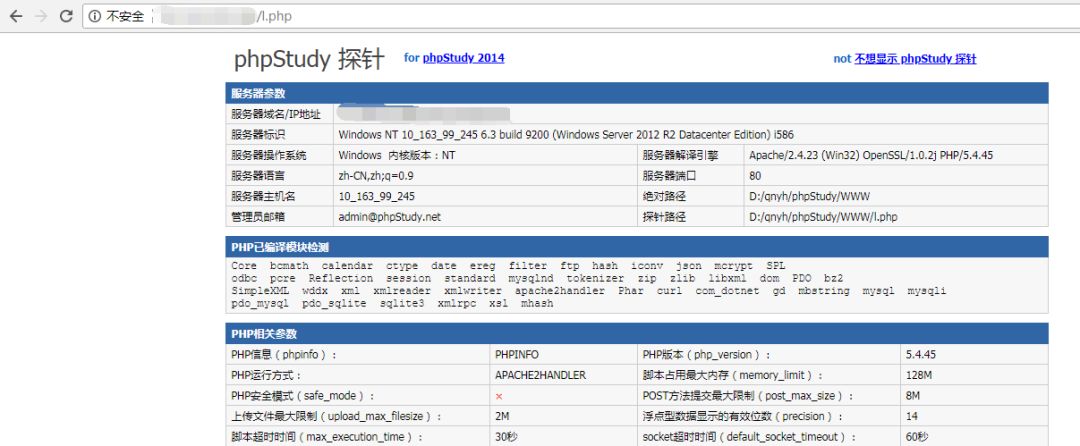 不安全 /l.php
phpStudy 探针 for phpStudy 2014 not 不想显示 phpStudy 探针
服务器参数
服务器域名/IP地址
服务器标识 Windows NT 10_163_99_245 6.3 build 9200 (Windows Server 2012 R2 Datacenter Edition) i586
服务器操作系统 Windows 内核版本：NT 服务器解译引擎 Apache/2.4.23 (Win32) OpenSSL/1.0.2j PHP/5.4.45
服务器语言 zh-CN,zh;q=0.9 服务器端口 80
服务器主机名 10_163_99_245 绝对路径 D:/qnyh/phpStudy/WWW
管理员邮箱 admin@phpStudy.net 探针路径 D:/qnyh/phpStudy/WWW/l.php
PHP已编译模块检测
Core bcmath calendar ctype date ereg filter ftp hash iconv json mcrypt SPL
odbc pcre Reflection session standard mysqlnd tokenizer zip zlib libxml dom PDO bz2
SimpleXML wddx xml xmlreader xmlwriter apache2handler Phar curl com_dotnet gd mbstring mysql mysqli
pdo_mysql pdo_sqlite sqlite3 xmlrpc xsl mhash
PHP相关参数
PHP信息（phpinfo）： PHPINFO PHP版本（php_version）： 5.4.45
PHP运行方式： APACHE2HANDLER 脚本占用最大内存（memory_limit）： 128M
PHP安全模式（safe_mode）： × POST方法提交最大限制（post_max_size）： 8M
上传文件最大限制（upload_max_filesize）： 2M 浮点型数据显示的有效位数（precision）： 14
脚本超时时间（max_execution_time）： 30秒 socket超时时间（default_socket_timeout）： 60秒